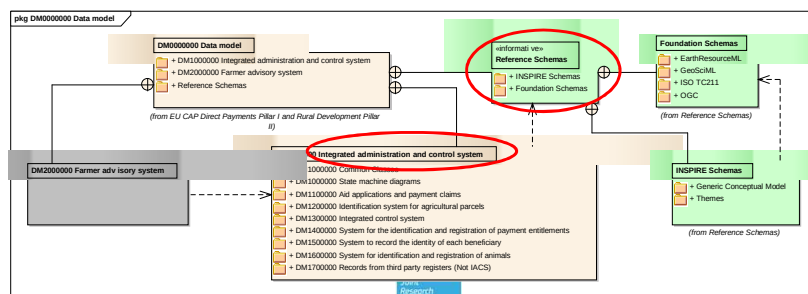 pkg DM0000000 Data model
DM0000000 Data model
+ DM1000000 Integrated administration and control system
+ DM2000000 Farmer advisory system
+ Reference Schemas
(from EU CAP Direct Payments Pillar I and Rural Development Pillar
II)
«informati ve»
Reference Schemas
+ INSPIRE Schemas
+ Foundation Schemas
Foundation Schemas
+ EarthResourceML
+ GeoSciML
+ ISO TC211
+ OGC
(from Reference Schemas)
DM2000000 Farmer adv isory system
00 Integrated administration and control system
1000000 Common Classes
+ DM1000000 State machine diagrams
+ DM1100000 Aid applications and payment claims
+ DM1200000 Identification system for agricultural parcels
+ DM1300000 Integrated control system
+ DM1400000 System for the identification and registration of payment entitlements
+ DM1500000 System to record the identity of each beneficiary
+ DM1600000 System for identification and registration of animals
+ DM1700000 Records from third party registers (Not IACS)
INSPIRE Schemas
+ Generic Conceptual Model
+ Themes
(from Reference Schemas)
Joint
Research